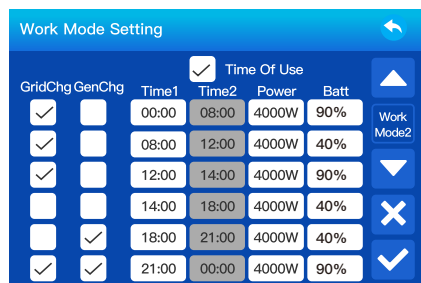 Work Mode Setting
Time Of Use
GridChg GenChg Time1 Time2 Power Batt
00:00 08:00 4000W 90%
Work
Mode2
08:00 12:00 4000W 40%
12:00 14:00 4000W 90%
14:00 18:00 4000W 40%
18:00 21:00 4000W 40%
21:00 00:00 4000W 90%